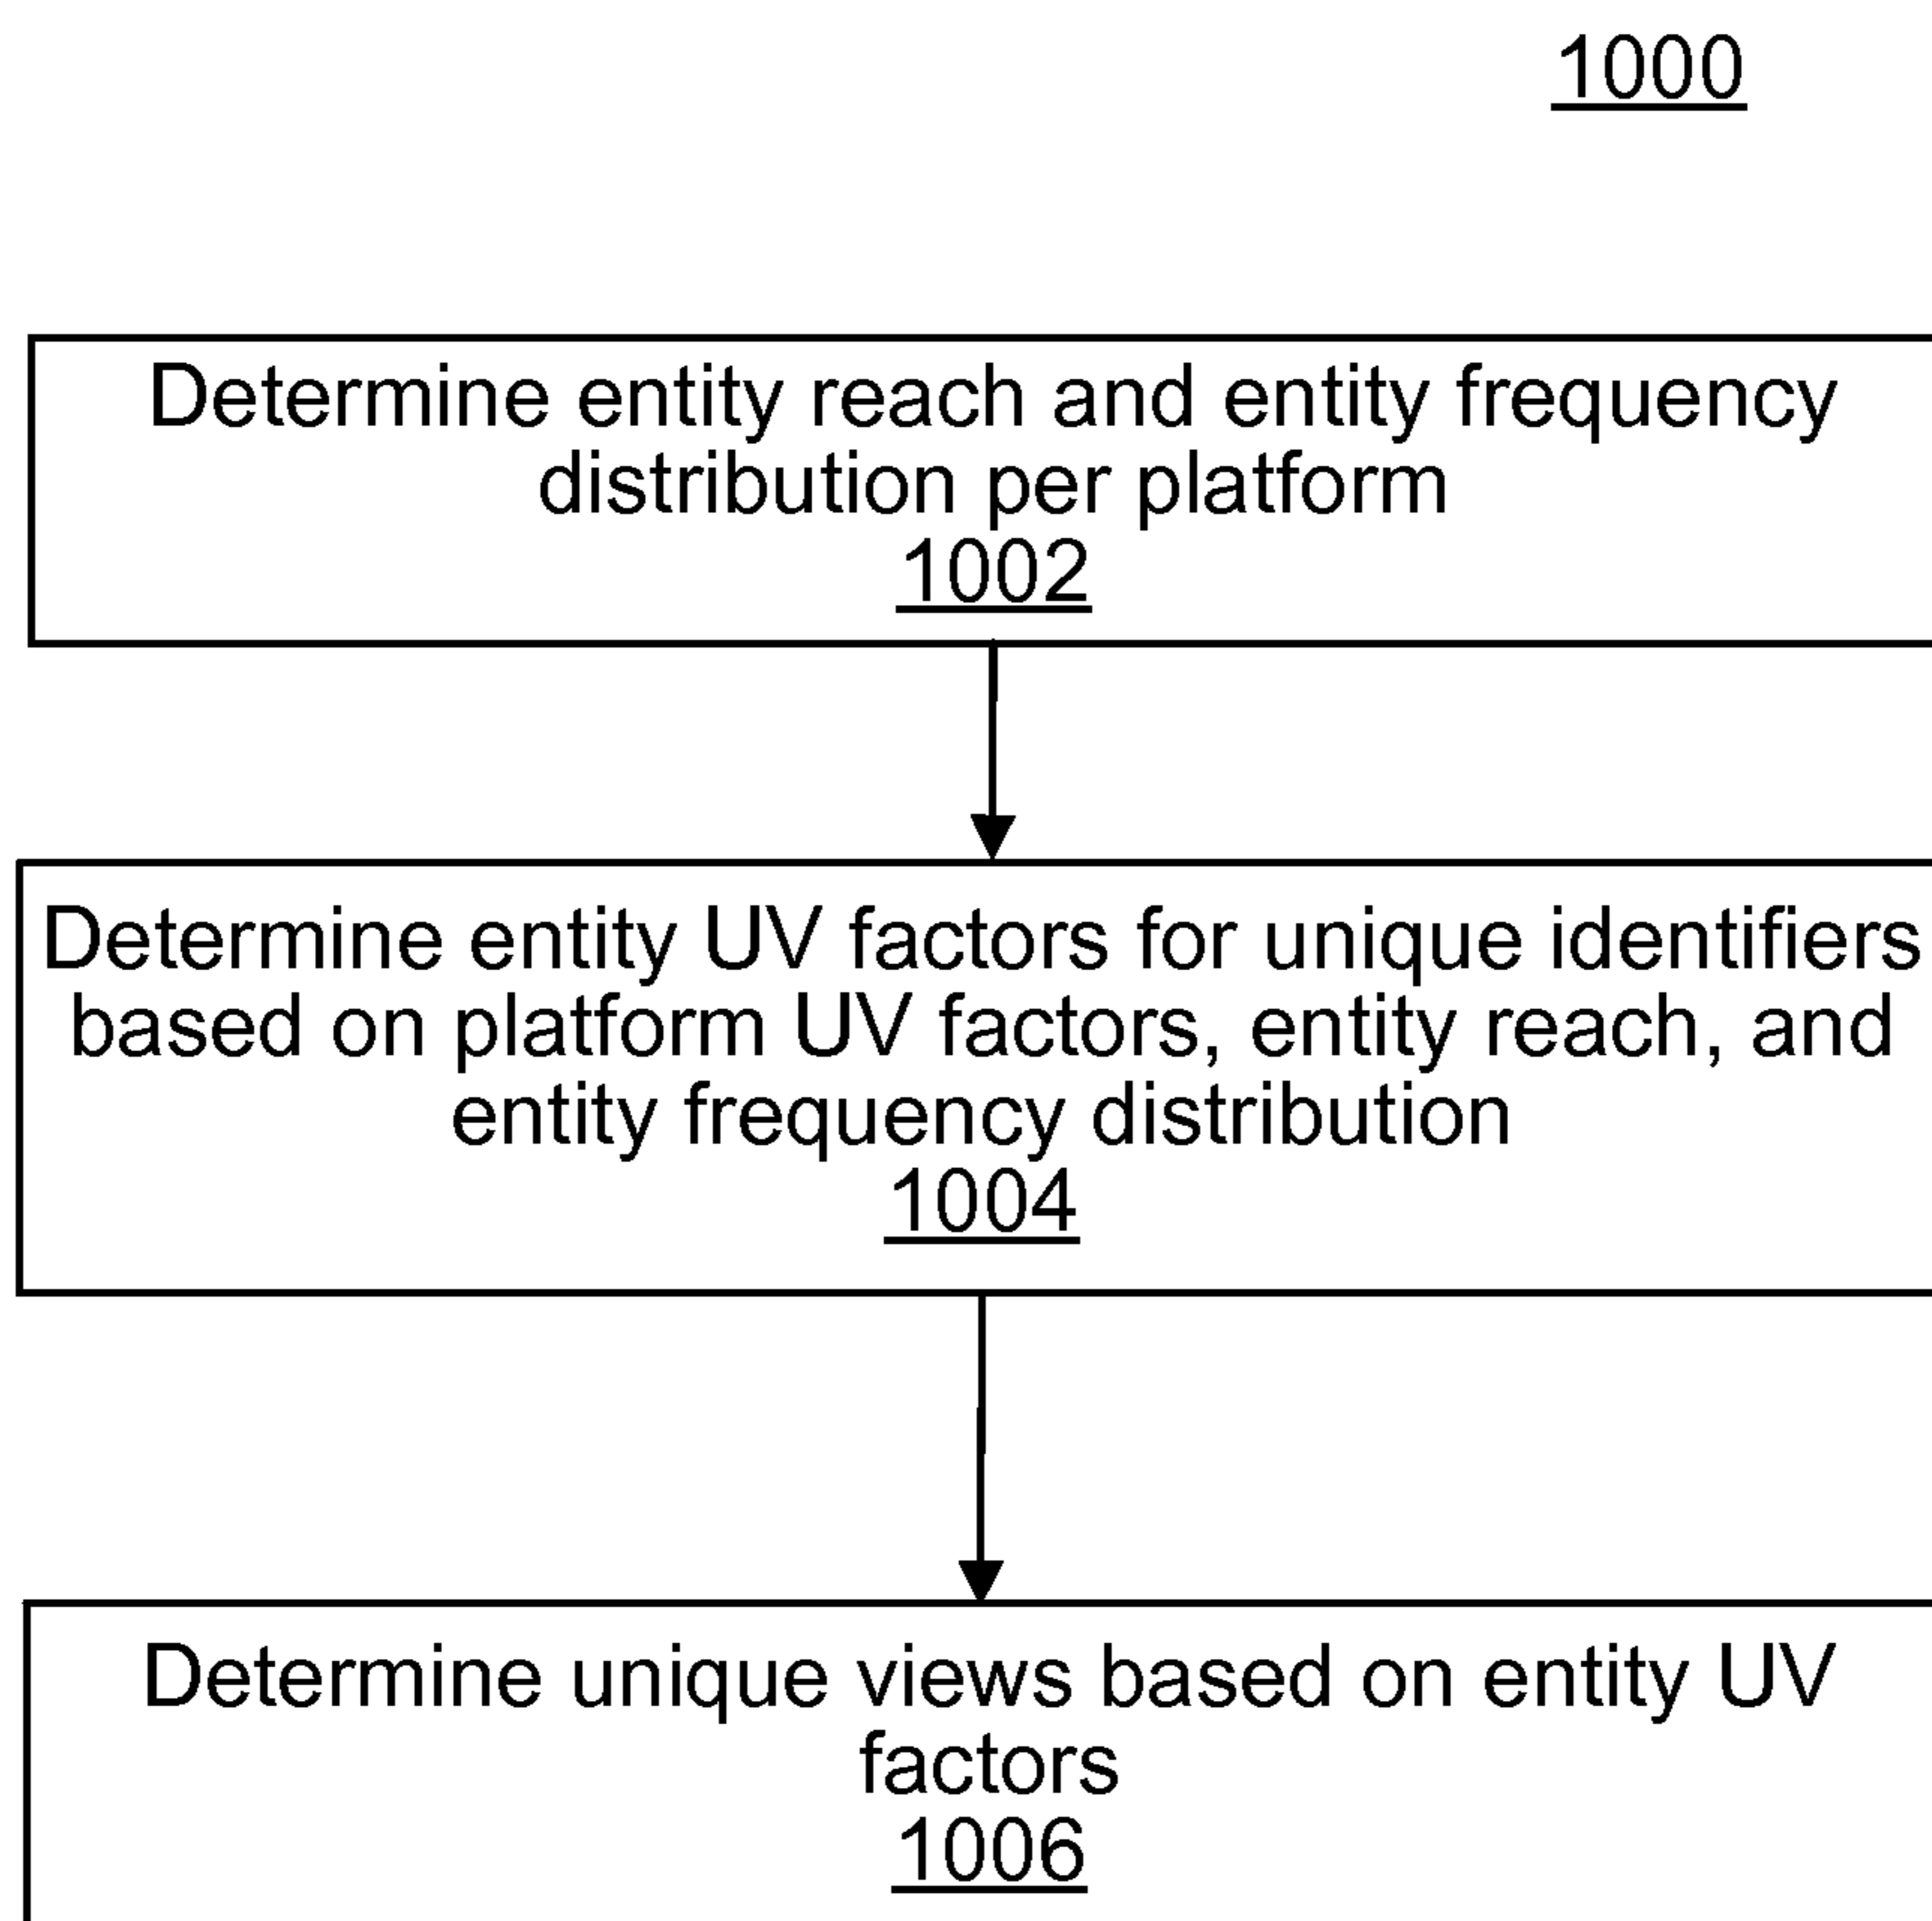 1000
Determine entity reach and entity frequency
distribution per platform
1002
Determine entity UV factors for unique identifiers
based on platform UV factors, entity reach, and
entity frequency distribution
1004
Determine unique views based on entity UV
factors
1006